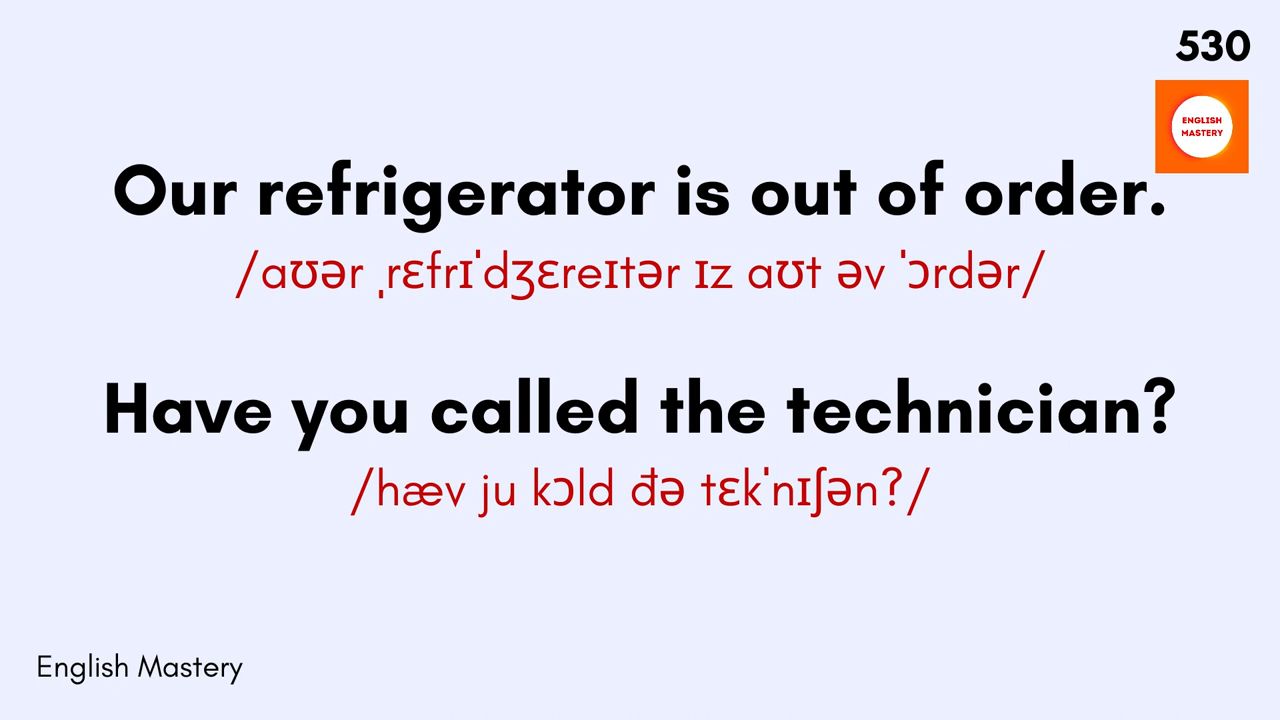 530
ENGLISH
MASTERY
Our refrigerator is out of order.
/aʊər ˌrɛfrɪˈdʒɛreɪtər ɪz aʊt əv ˈɔrdər/
Have you called the technician?
/hæv ju kɔld đə tɛkˈnɪʃən?/
English Mastery